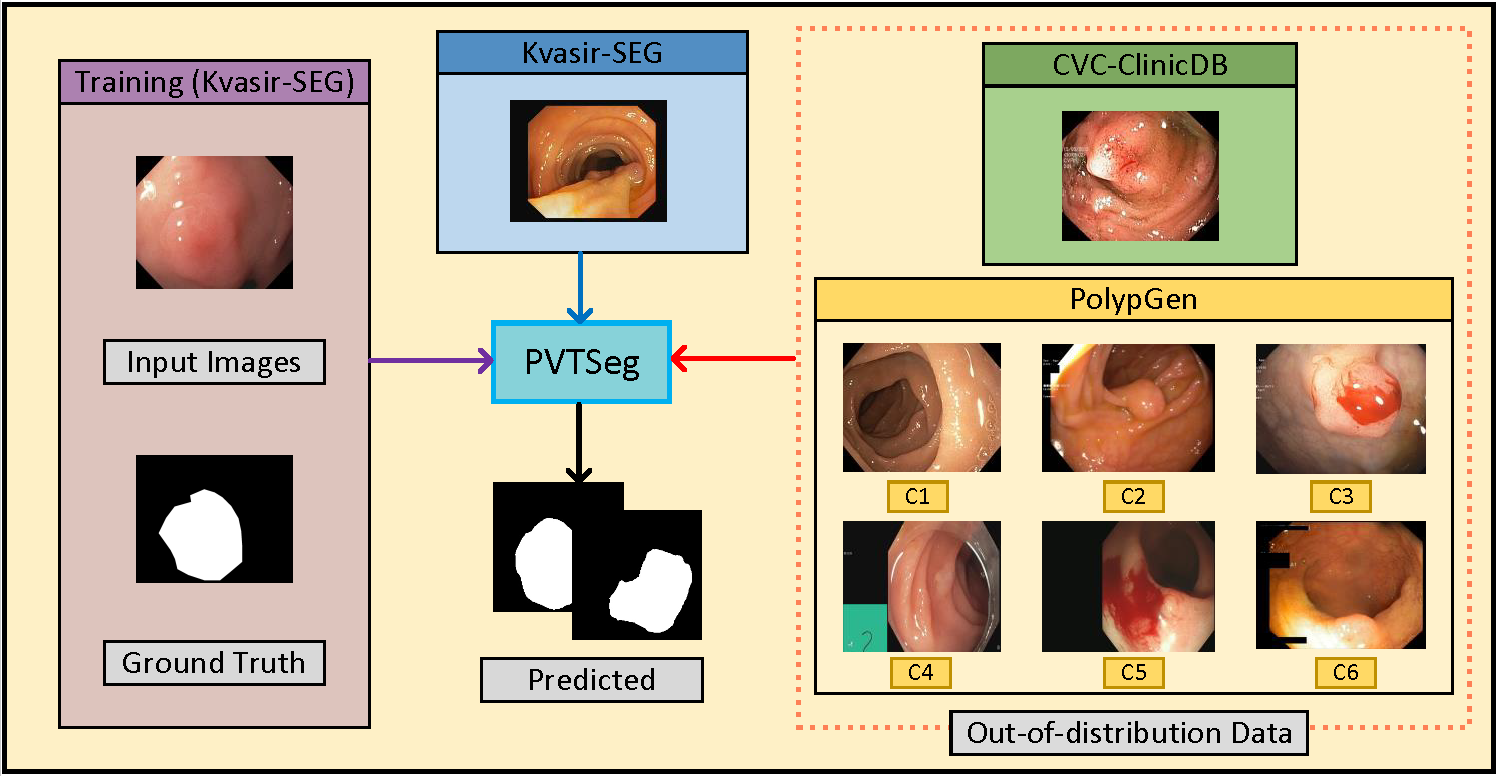 Training (Kvasir-SEG)
Input Images
Ground Truth
Kvasir-SEG
PVTSeg
Predicted
CVC-ClinicDB
PolypGen
C1
C2
C3
C4
C5
C6
Out-of-distribution Data